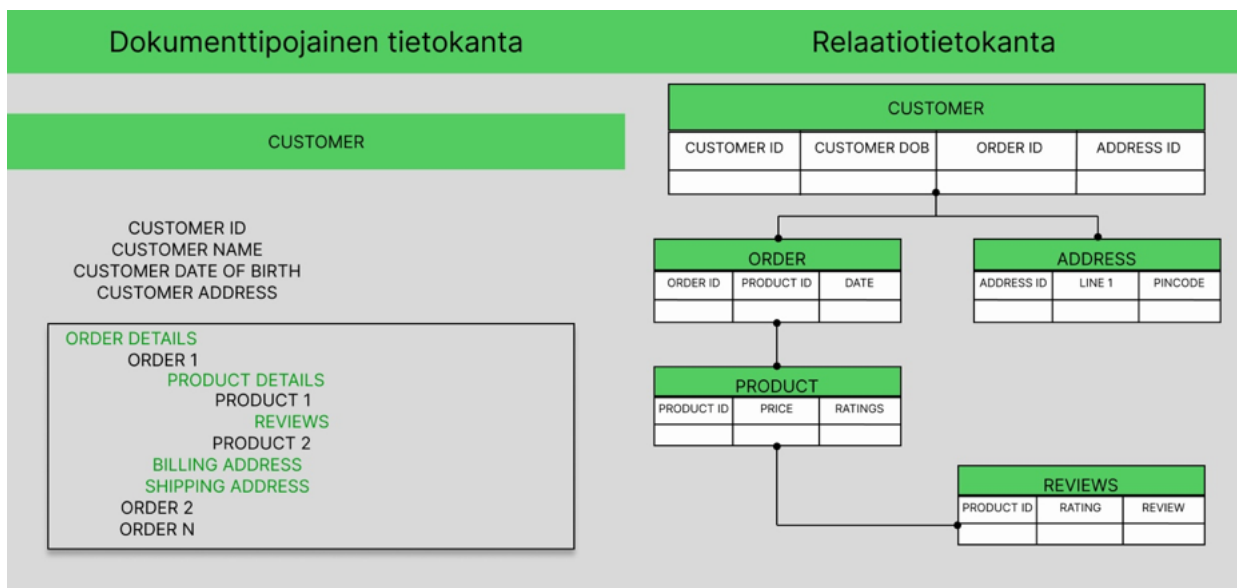 Dokumenttipojainen tietokanta
CUSTOMER
CUSTOMER ID
CUSTOMER NAME
CUSTOMER DATE OF BIRTH
CUSTOMER ADDRESS
ORDER DETAILS
ORDER 1
PRODUCT DETAILS
PRODUCT 1
REVIEWS
PRODUCT 2
BILLING ADDRESS
SHIPPING ADDRESS
ORDER 2
ORDER N
Relaatiotietokanta
CUSTOMER
CUSTOMER ID CUSTOMER DOB ORDER ID ADDRESS ID
ORDER
ORDER ID PRODUCT ID DATE
ADDRESS
ADDRESS ID LINE 1 PINCODE
PRODUCT
PRODUCT ID PRICE RATINGS
REVIEWS
PRODUCT ID RATING REVIEW